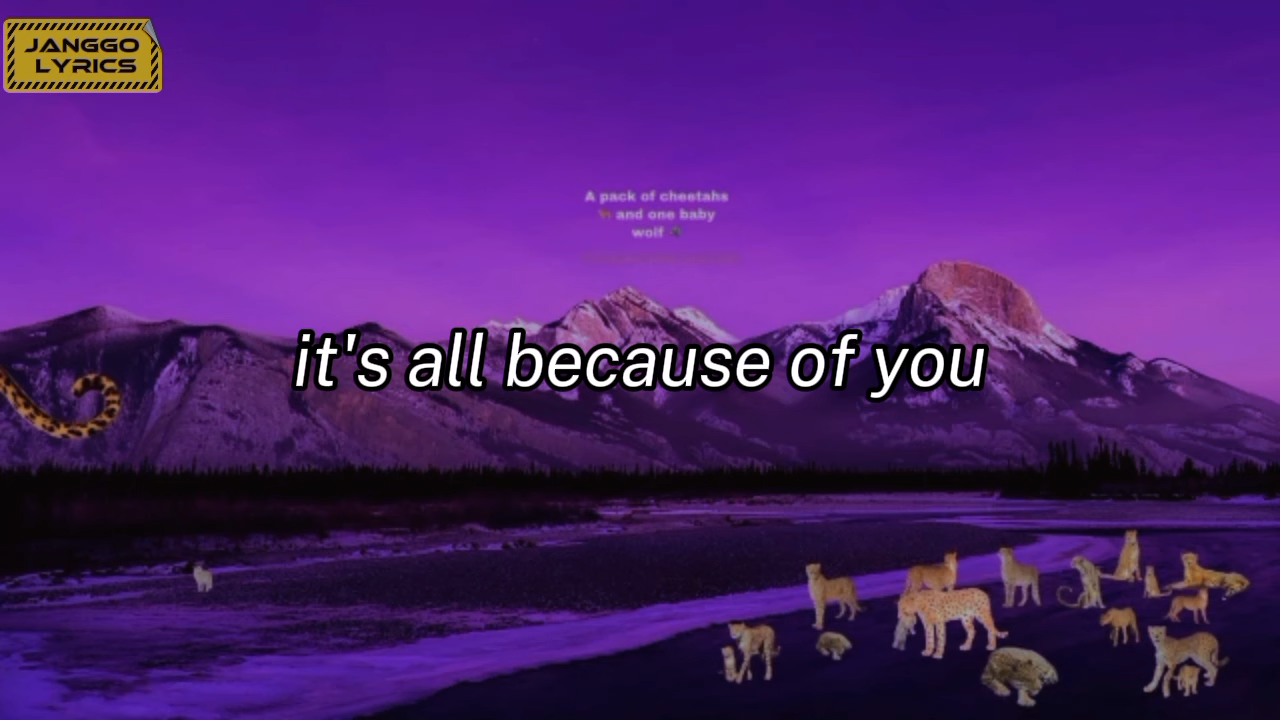 JANGGO
LYRICS
A pack of cheetahs
🐆 and one baby
wolf 🐺
it's all because of you